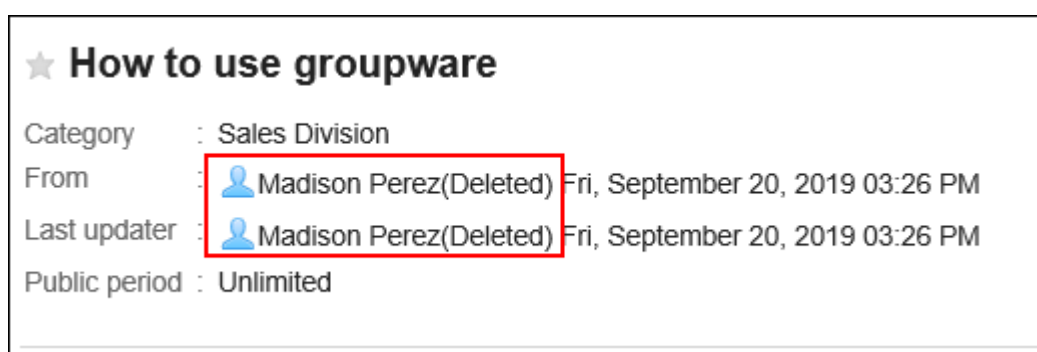 How to use groupware
Category : Sales Division
From : Madison Perez(Deleted) Fri, September 20, 2019 03:26 PM
Last updater : Madison Perez(Deleted) Fri, September 20, 2019 03:26 PM
Public period : Unlimited